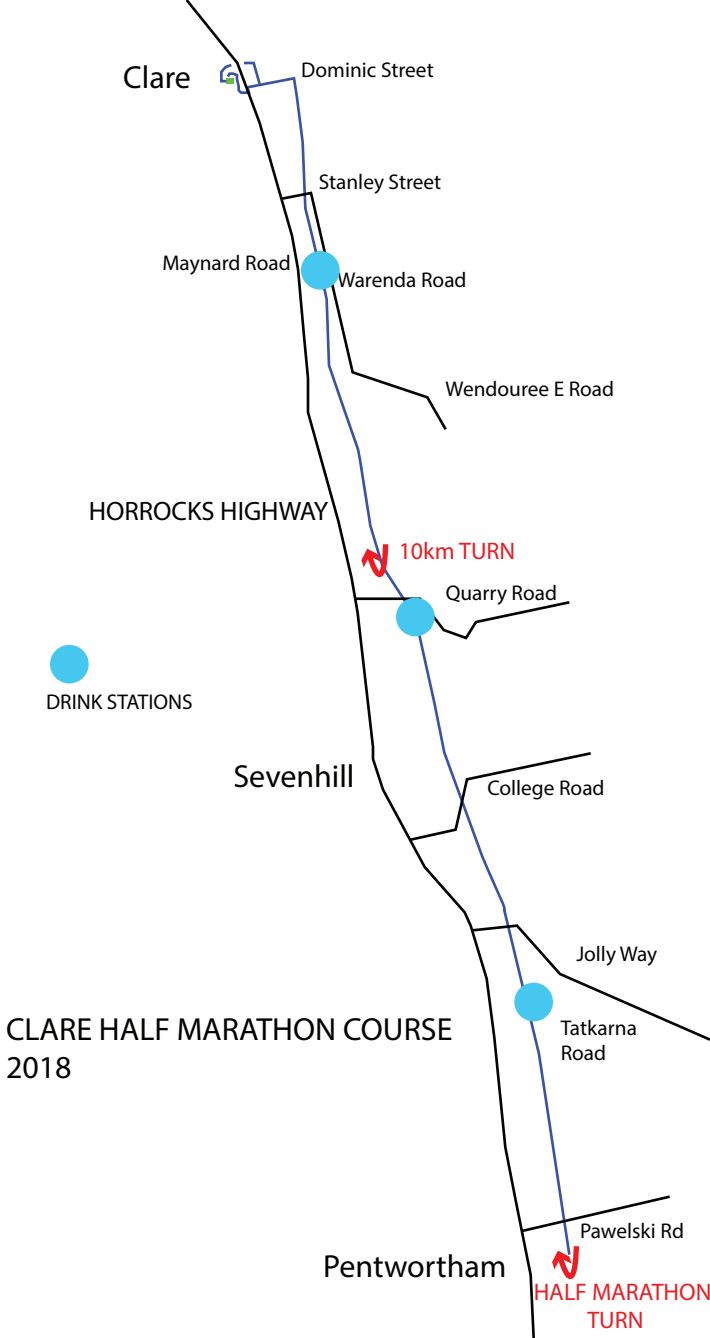 Dominic Street
Clare
Stanley Street
Maynard Road
Warenda Road
Wendouree E Road
HORROCKS HIGHWAY
10km TURN
Quarry Road
DRINK STATIONS
Sevenhill
College Road
Jolly Way
CLARE HALF MARATHON COURSE
2018
Tatkarna
Road
Pawelski Rd
Pentwortham
HALF MARATHON
TURN